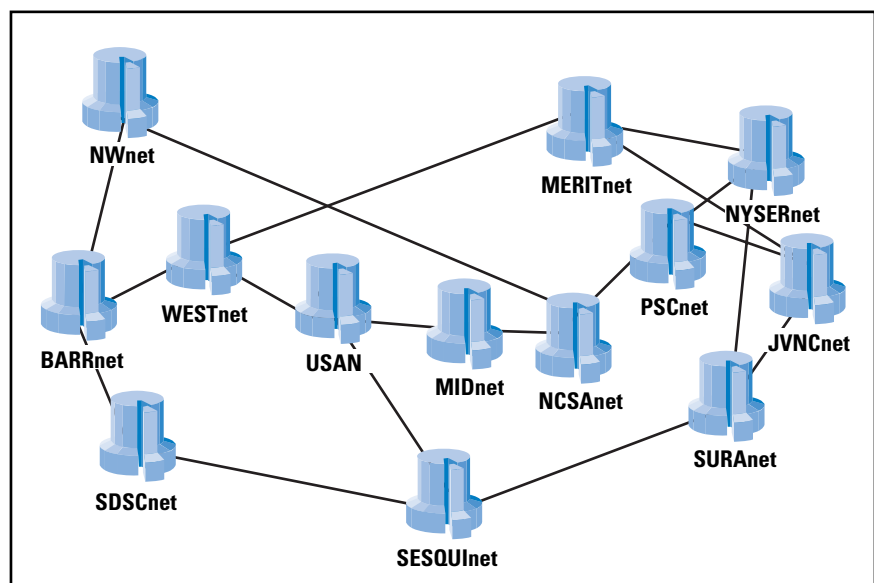 NWnet
MERITnet
NYSERnet
WESTnet
PSCnet
BARRnet
USAN
MIDnet
NCSAnet
JVNCnet
SDSCnet
SURAnet
SESQUInet